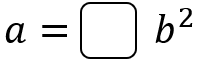 a = □ b²